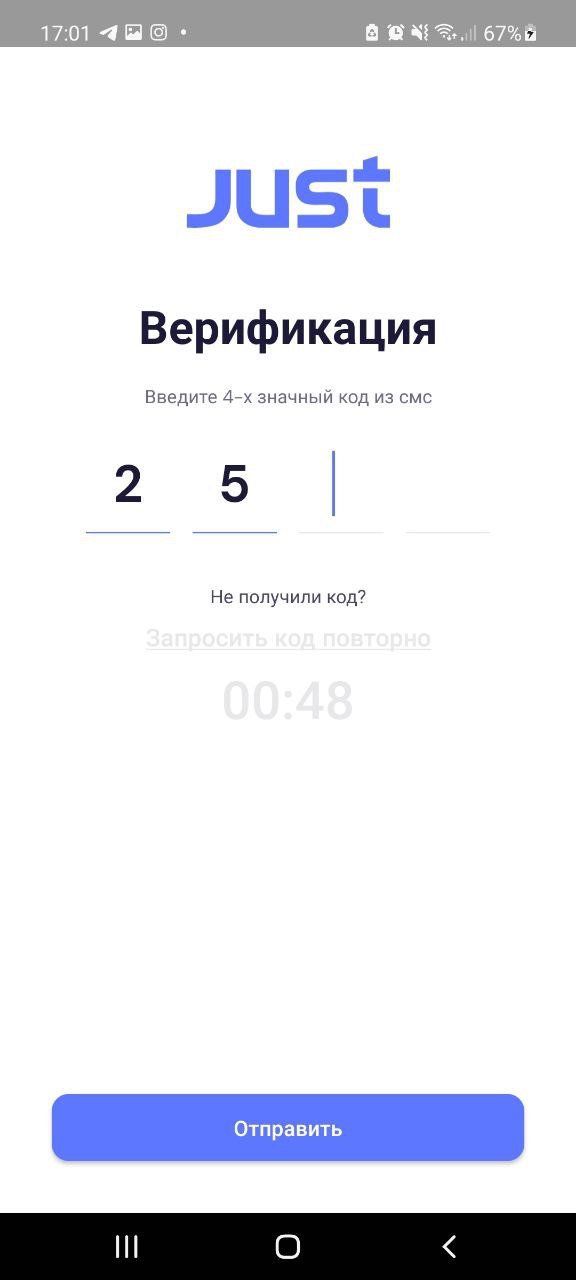 17:01
67%
Just
Верификация
Введите 4-х значный код из смс
2 5
Не получили код?
Запросить код повторно
00:48
Отправить